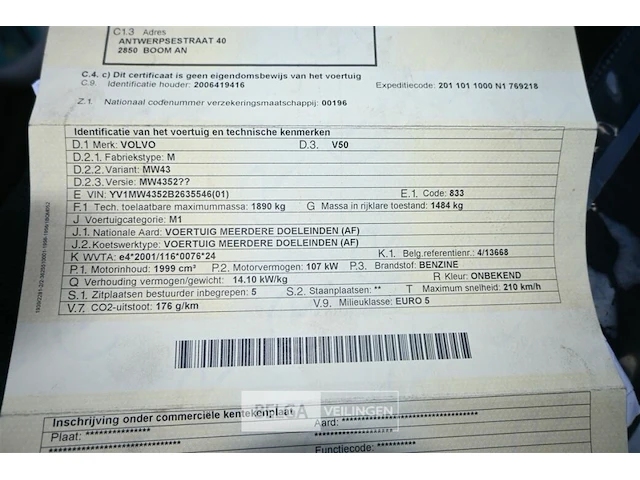 C1.3 Adres
ANTWERPSESTRAAT 40
2850 BOOM AN
C.4. c) Dit certificaat is geen eigendomsbewijs van het voertuig
C.9. Identificatie houder: 2006419416 Expeditiecode: 201 101 1000 N1 769218
Z.1. Nationaal codenummer verzekeringsmaatschappij: 00196
Identificatie van het voertuig en technische kenmerken
D.1 Merk: VOLVO D.3. V50
D.2.1. Fabriekstype: M
D.2.2. Variant: MW43
D.2.3. Versie: MW4352??
E VIN: YV1MW4352B2635546(01) E.1. Code: 833
F.1 Tech. toelaatbare maximummassa: 1890 kg G Massa in rijklare toestand: 1484 kg
J Voertuigcategorie: M1
J.1. Nationale Aard: VOERTUIG MEERDERE DOELEINDEN (AF)
J.2. Koetswerktype: VOERTUIG MEERDERE DOELEINDEN (AF)
K WVTA: e4*2001/116*0076*24 K.1. Belg.referentienr.: 4/13668
P.1. Motorinhoud: 1999 cm³ P.2. Motorvermogen: 107 kW P.3. Brandstof: BENZINE
R Kleur: ONBEKEND
Q Verhouding vermogen/gewicht: 14.10 kW/kg
S.1. Zitplaatsen bestuurder inbegrepen: 5 S.2. Staanplaatsen: ** T Maximum snelheid: 210 km/h
V.7. CO2-uitstoot: 176 g/km V.9. Milieuklasse: EURO 5
BELGA VEILINGEN
Inschrijving onder commerciële kentekenplaat
Plaat: *************** Aard: ******************************
Functiecode: *********